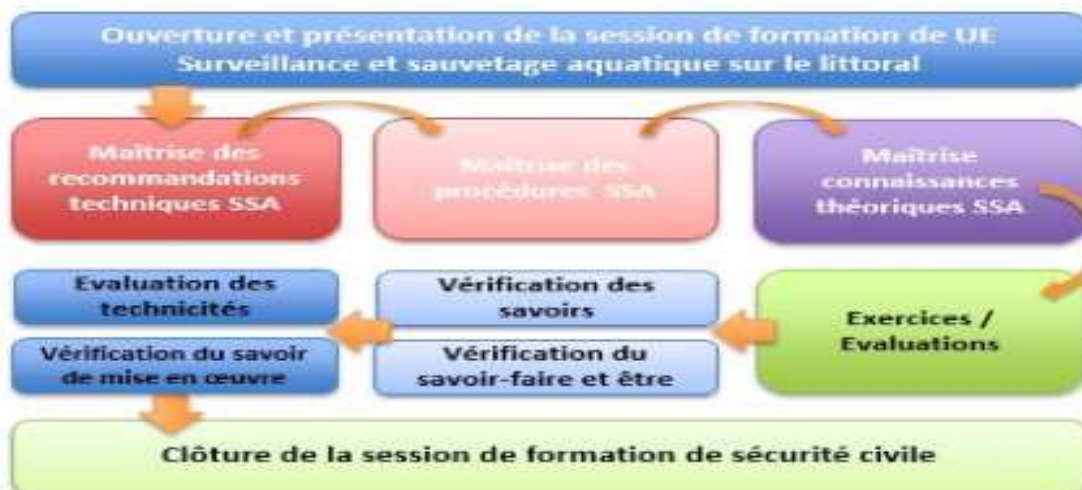 Ouverture et présentation de la session de formation de UE
Surveillance et sauvetage aquatique sur le littoral
Maîtrise des
recommandations
techniques SSA
Maîtrise des
procédures SSA
Maîtrise
connaissances
théoriques SSA
Evaluation des
technicités
Vérification du savoir
de mise en œuvre
Vérification des
savoirs
Vérification du
savoir-faire et être
Exercices /
Evaluations
Clôture de la session de formation de sécurité civile